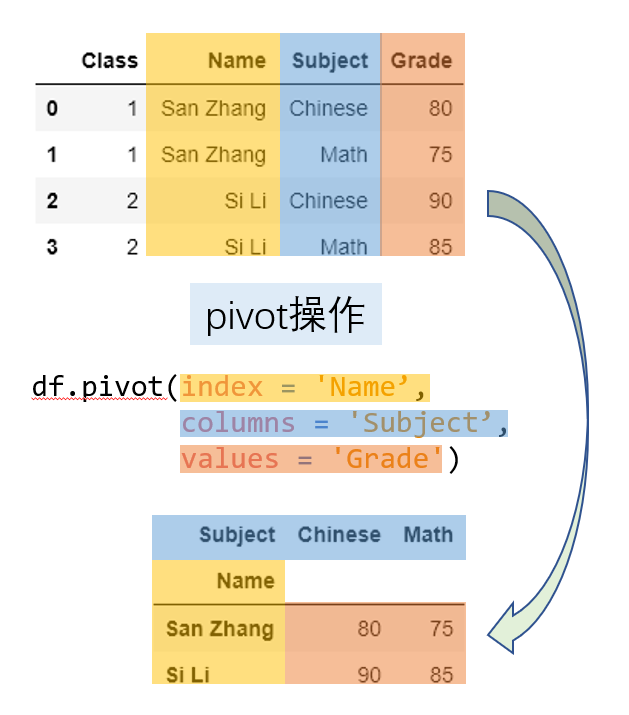 Class Name Subject Grade
0 1 San Zhang Chinese 80
1 1 San Zhang Math 75
2 2 Si Li Chinese 90
3 2 Si Li Math 85
pivot操作
df.pivot(index = 'Name’,
columns = 'Subject’,
values = 'Grade')
Subject Chinese Math
Name
San Zhang 80 75
Si Li 90 85